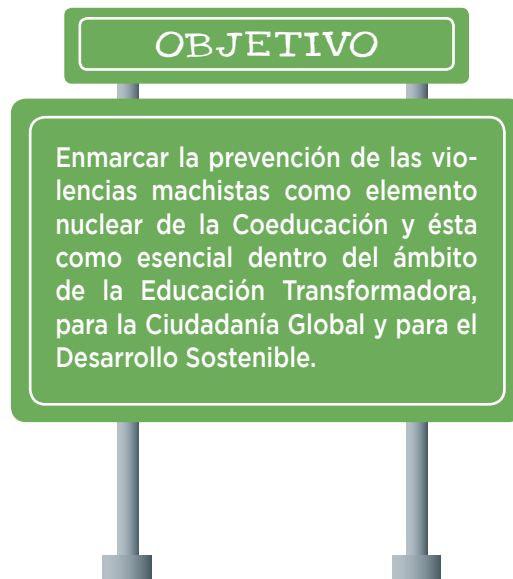 OBJETIVO
Enmarcar la prevención de las vio-
lencias machistas como elemento
nuclear de la Coeducación y ésta
como esencial dentro del ámbito
de la Educación Transformadora,
para la Ciudadanía Global y para el
Desarrollo Sostenible.